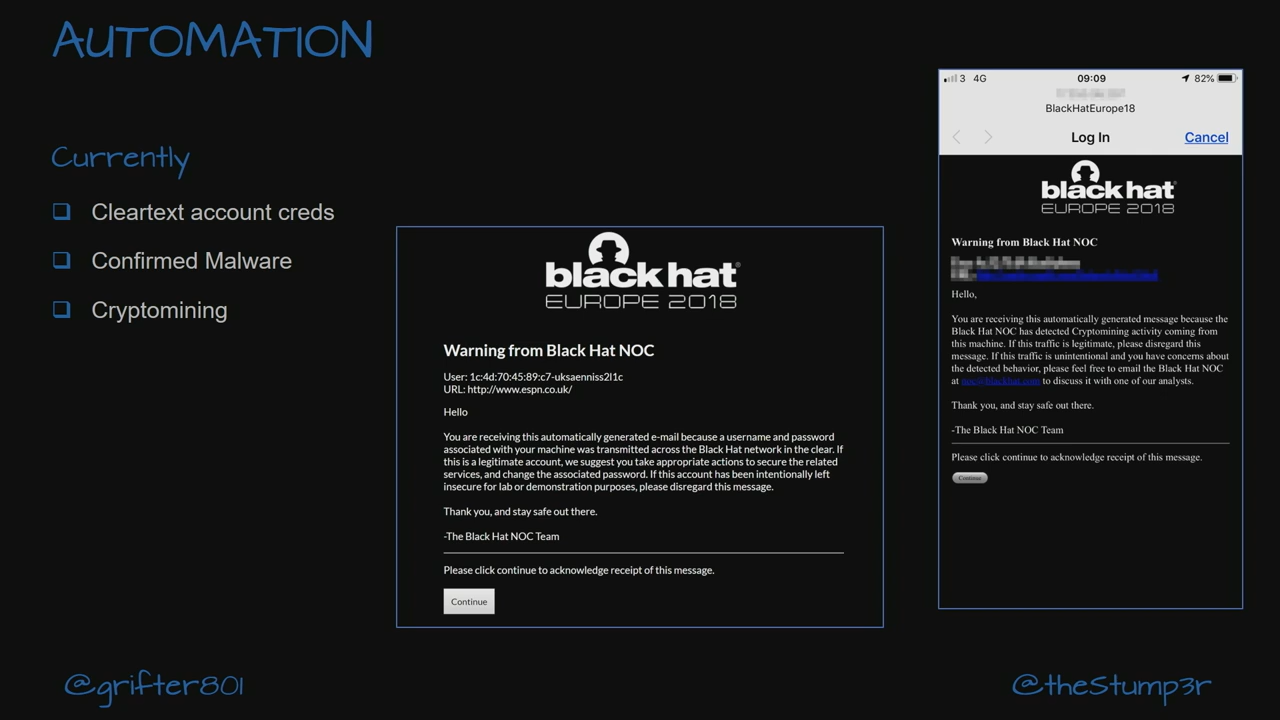 AUTOMATION
Currently
Cleartext account creds
Confirmed Malware
Cryptomining
black hat®
EUROPE 2018
Warning from Black Hat NOC
User: 1c:4d:70:45:89:c7-uksaenniss2l1c
URL: http://www.espn.co.uk/
Hello
You are receiving this automatically generated e-mail because a username and password
associated with your machine was transmitted across the Black Hat network in the clear. If
this is a legitimate account, we suggest you take appropriate actions to secure the related
services, and change the associated password. If this account has been intentionally left
insecure for lab or demonstration purposes, please disregard this message.
Thank you, and stay safe out there.
-The Black Hat NOC Team
Please click continue to acknowledge receipt of this message.
Continue
3 4G 09:09 82%
BlackHatEurope18
Log In Cancel
black hat
EUROPE 2018
Warning from Black Hat NOC
Hello,
You are receiving this automatically generated message because the
Black Hat NOC has detected Cryptomining activity coming from
this machine. If this traffic is legitimate, please disregard this
message. If this traffic is unintentional and you have concerns about
the detected behavior, please feel free to email the Black Hat NOC
at noc@blackhat.com to discuss it with one of our analysts.
Thank you, and stay safe out there.
-The Black Hat NOC Team
Please click continue to acknowledge receipt of this message.
Continue
@grifter801
@theStump3r